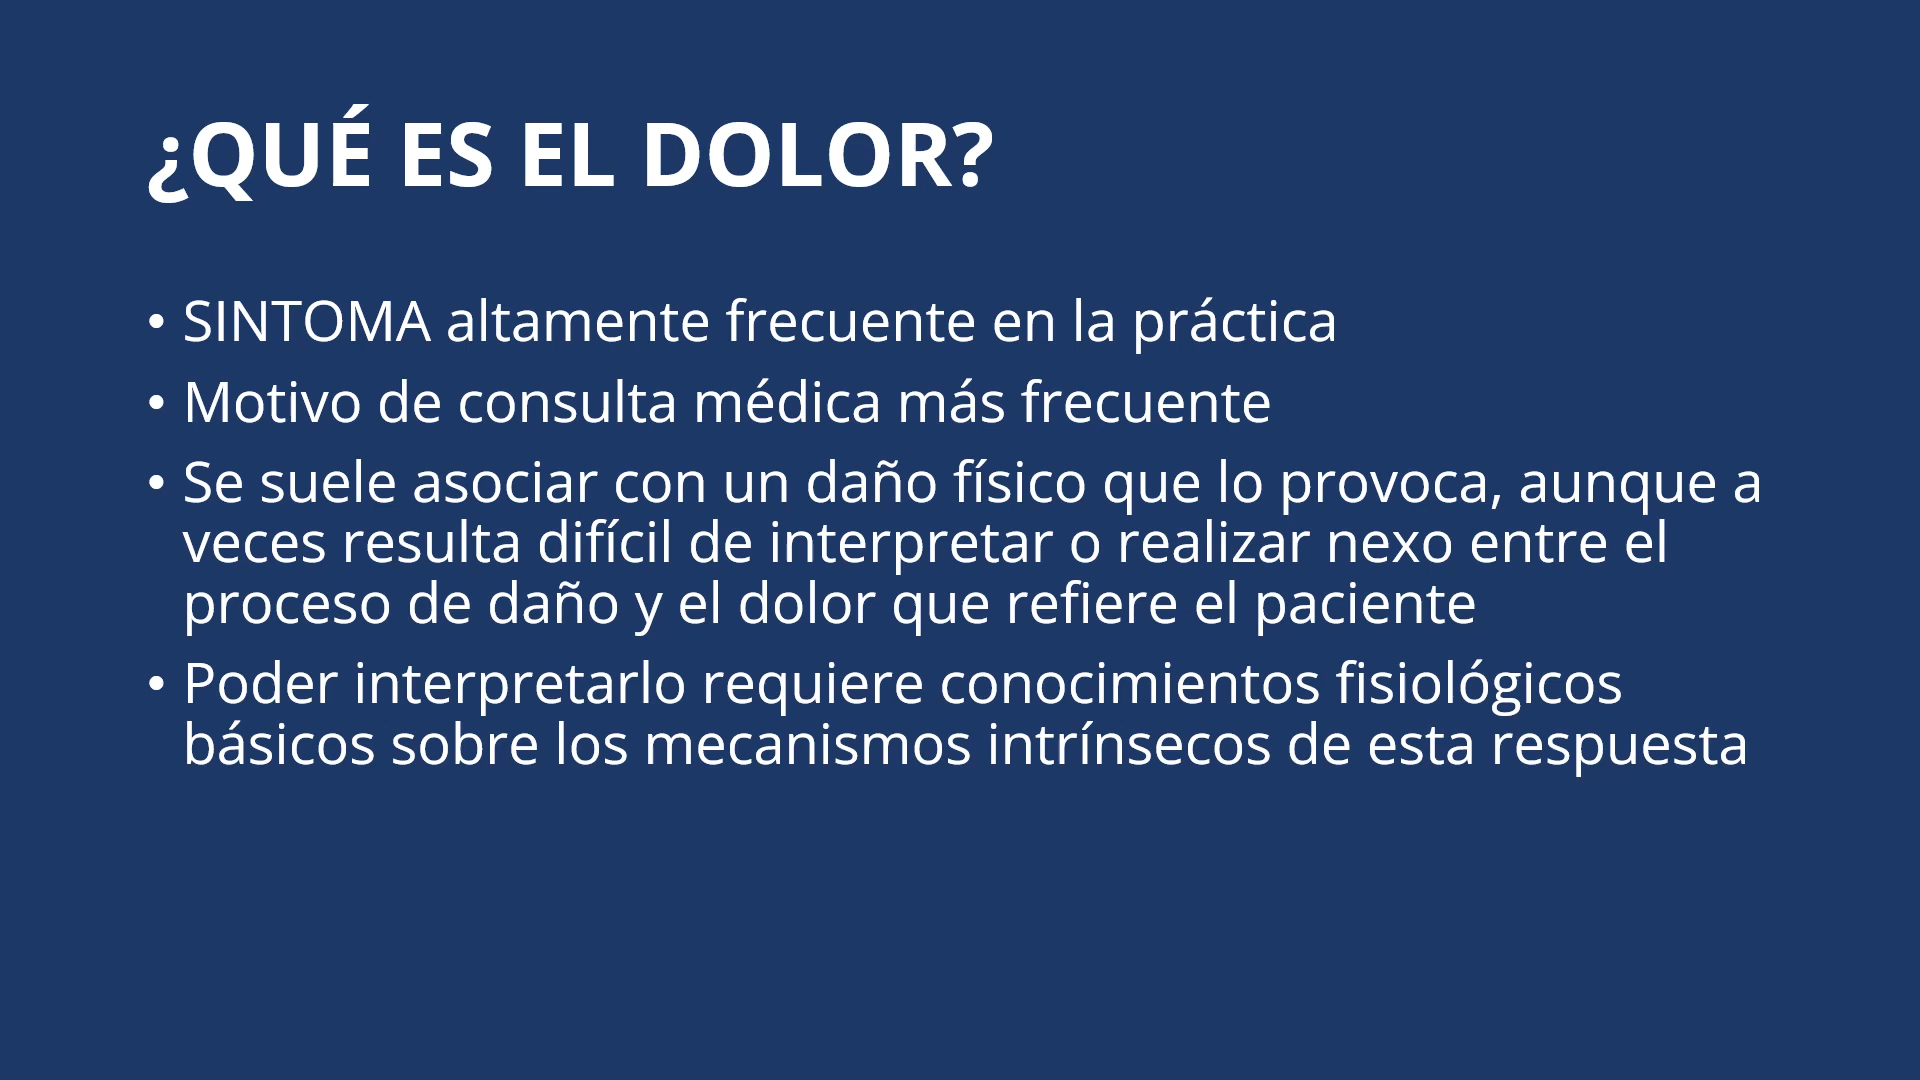 ¿QUÉ ES EL DOLOR?
• SINTOMA altamente frecuente en la práctica
• Motivo de consulta médica más frecuente
• Se suele asociar con un daño físico que lo provoca, aunque a
veces resulta difícil de interpretar o realizar nexo entre el
proceso de daño y el dolor que refiere el paciente
• Poder interpretarlo requiere conocimientos fisiológicos
básicos sobre los mecanismos intrínsecos de esta respuesta